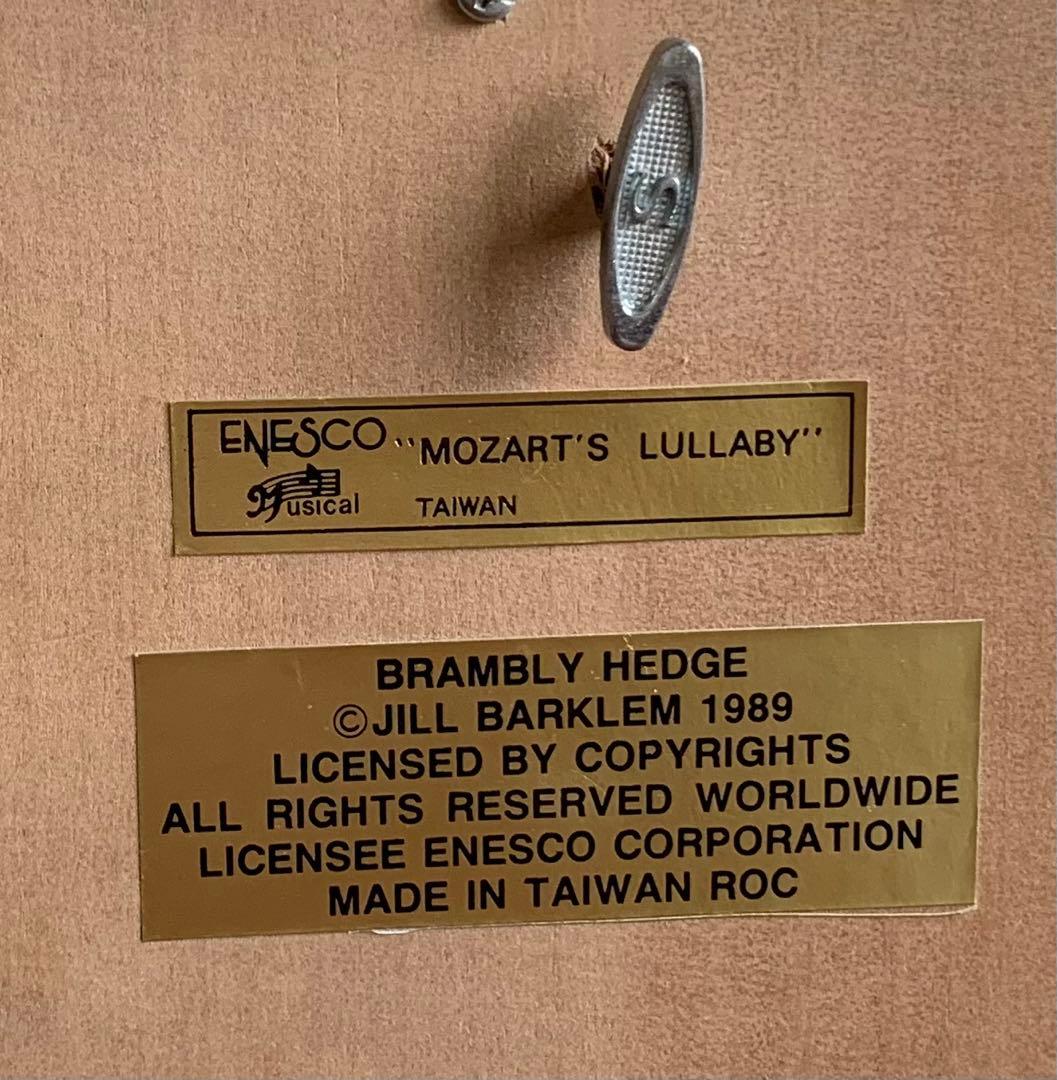 S
ENESCO "MOZART'S LULLABY"
Musical TAIWAN
BRAMBLY HEDGE
©JILL BARKLEM 1989
LICENSED BY COPYRIGHTS
ALL RIGHTS RESERVED WORLDWIDE
LICENSEE ENESCO CORPORATION
MADE IN TAIWAN ROC